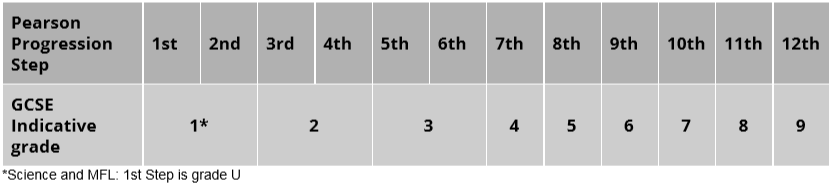 Pearson
Progression
Step
1st 2nd 3rd 4th 5th 6th 7th 8th 9th 10th 11th 12th
GCSE
Indicative
grade
1* 2 3 4 5 6 7 8 9
*Science and MFL: 1st Step is grade U